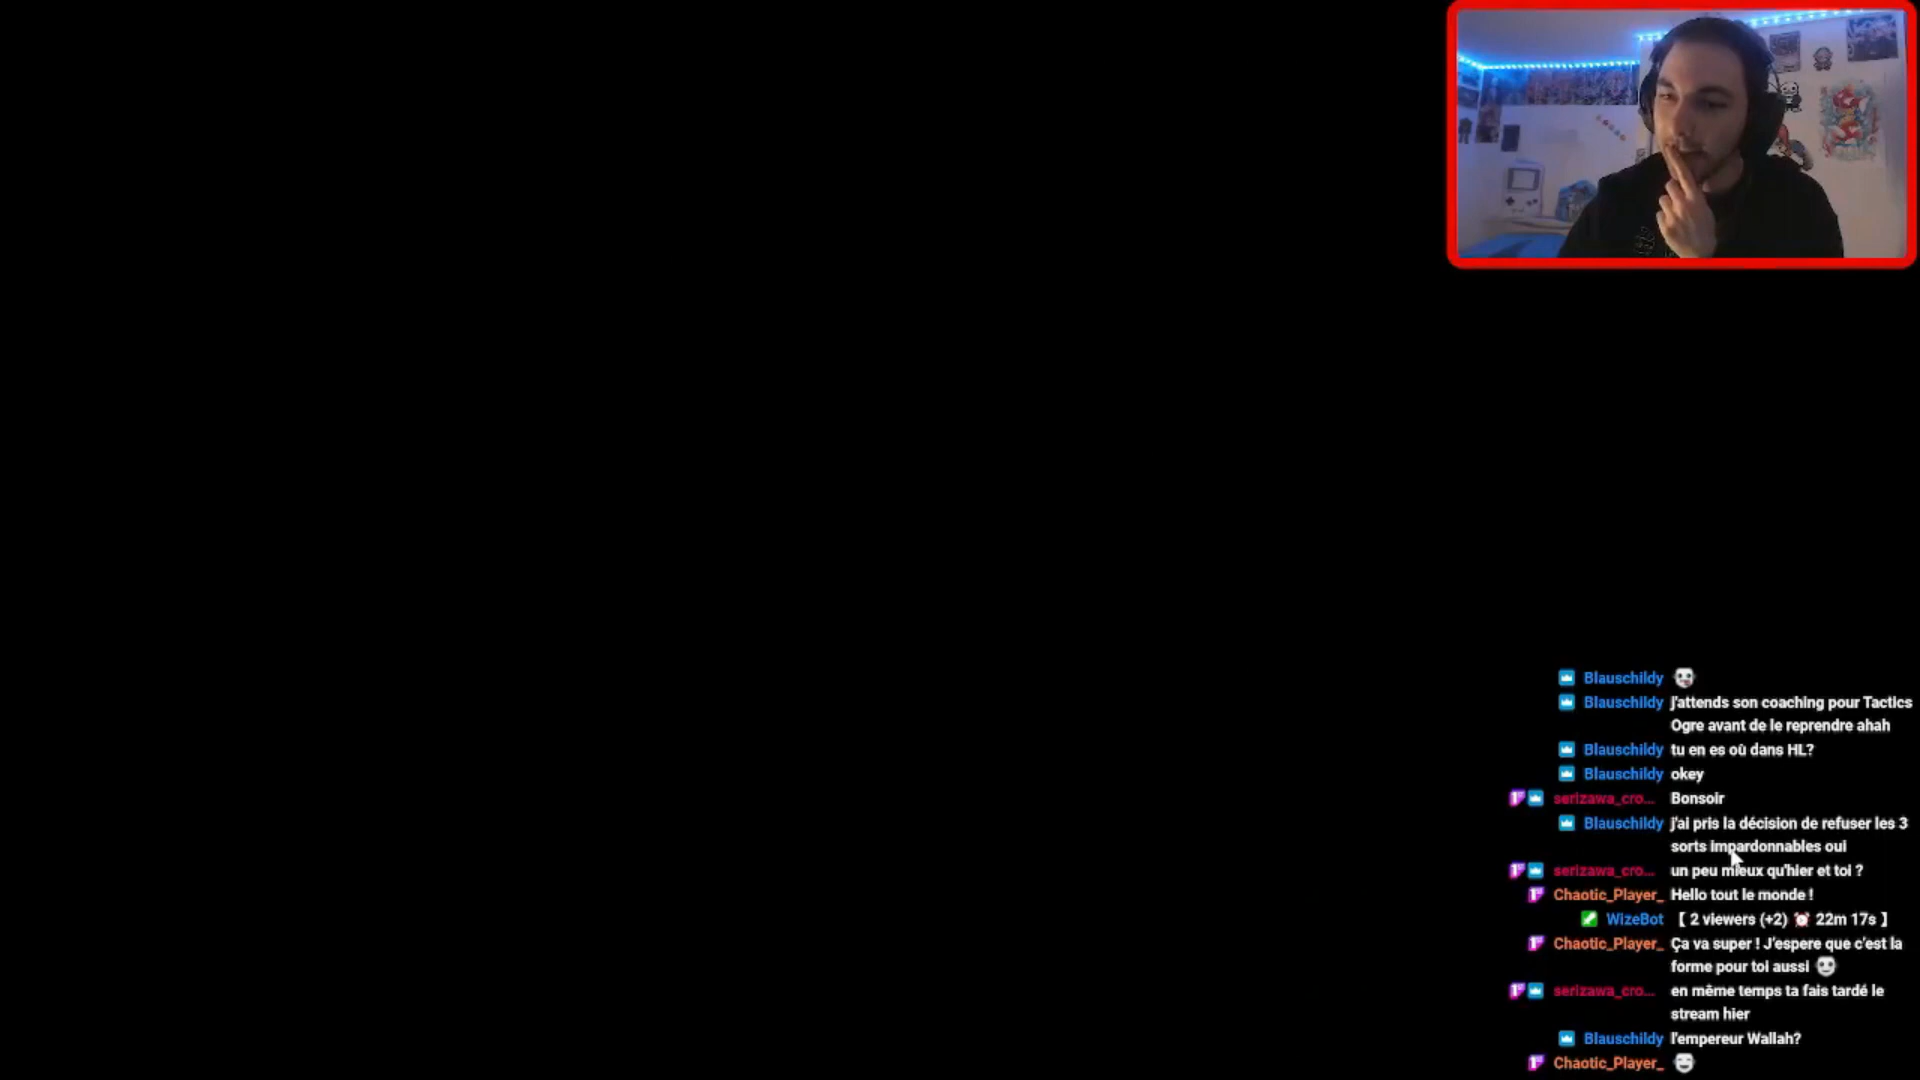 Blauschildy
Blauschildy j'attends son coaching pour Tactics
Ogre avant de le reprendre ahah
Blauschildy tu en es où dans HL?
Blauschildy okey
serizawa_cro... Bonsoir
Blauschildy j'ai pris la décision de refuser les 3
sorts impardonnables oui
serizawa_cro... un peu mieux qu'hier et toi ?
Chaotic_Player_ Hello tout le monde !
WizeBot 【 2 viewers (+2) ⏰ 22m 17s 】
Chaotic_Player_ Ça va super ! J'espere que c'est la
forme pour toi aussi
serizawa_cro... en même temps ta fais tardé le
stream hier
Blauschildy l'empereur Wallah?
Chaotic_Player_